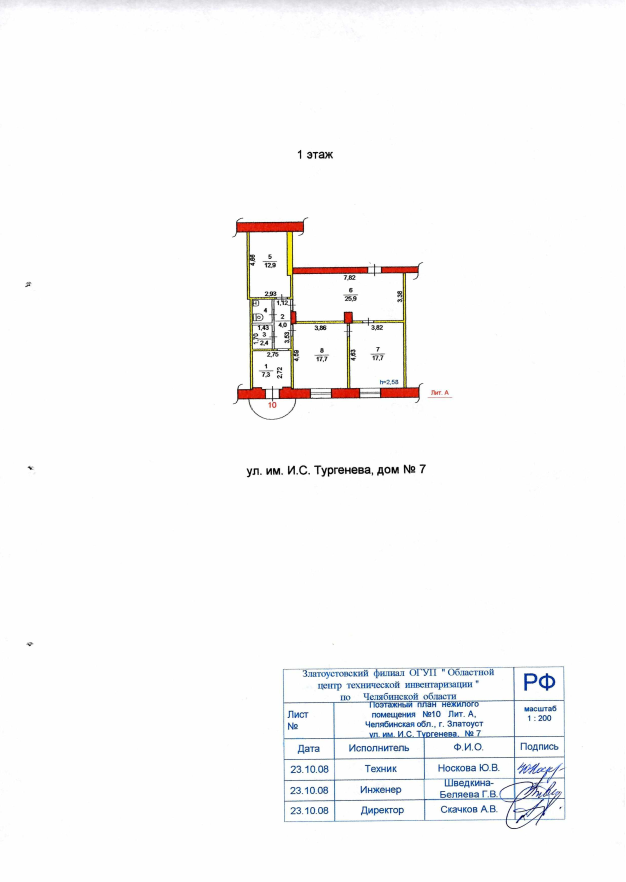 1 этаж
4,86
5
12,9
7,82
6
25,9
3,38
2,93
1,12
4
2
4,0
1,43
3
2,4
3,53
3,86
3,82
2,75
4,59
8
17,7
4,63
7
17,7
1
7,3
2,72
h=2,58
10
Лит. А
ул. им. И.С. Тургенева, дом № 7
Златоустовский филиал ОГУП " Областной
центр технической инвентаризации "
по Челябинской области
РФ
Лист
№
Поэтажный план нежилого
помещения №10 Лит. А,
Челябинская обл., г. Златоуст
ул. им. И.С. Тургенева, № 7
масштаб
1 : 200
Дата Исполнитель Ф.И.О. Подпись
23.10.08 Техник Носкова Ю.В.
23.10.08 Инженер Шведкина-
Беляева Г.В.
23.10.08 Директор Скачков А.В.